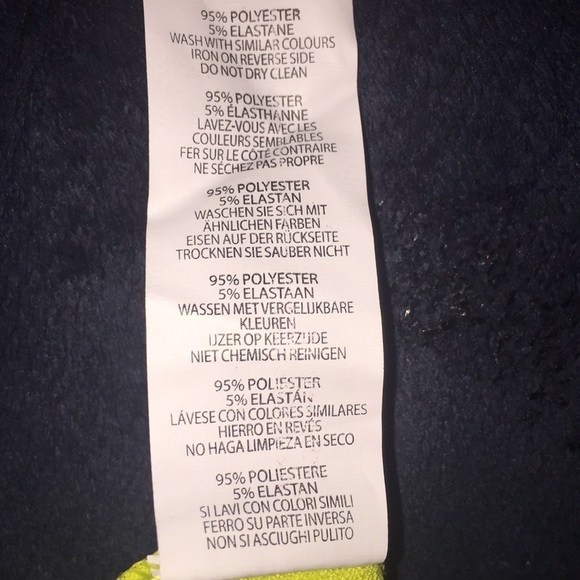 95% POLYESTER
5% ELASTANE
WASH WITH SIMILAR COLOURS
IRON ON REVERSE SIDE
DO NOT DRY CLEAN
95% POLYESTER
5% ÉLASTHANNE
LAVEZ-VOUS AVEC LES
COULEURS SEMBLABLES
FER SUR LE CÔTÉ CONTRAIRE
NE SÉCHEZ PAS PROPRE
95% POLYESTER
5% ELASTAN
WASCHEN SIE SICH MIT
ÄHNLICHEN FARBEN
EISEN AUF DER RÜCKSEITE
TROCKNEN SIE SAUBER NICHT
95% POLYESTER
5% ELASTAAN
WASSEN MET VERGELIJKBARE
KLEUREN
IJZER OP KEERZIJDE
NIET CHEMISCH REINIGEN
95% POLIESTER
5% ELASTÁN
LÁVESE CON COLORES SIMILARES
HIERRO EN REVÉS
NO HAGA LIMPIEZA EN SECO
95% POLIESTERE
5% ELASTAN
SI LAVI CON COLORI SIMILI
FERRO SU PARTE INVERSA
NON SI ASCIUGHI PULITO